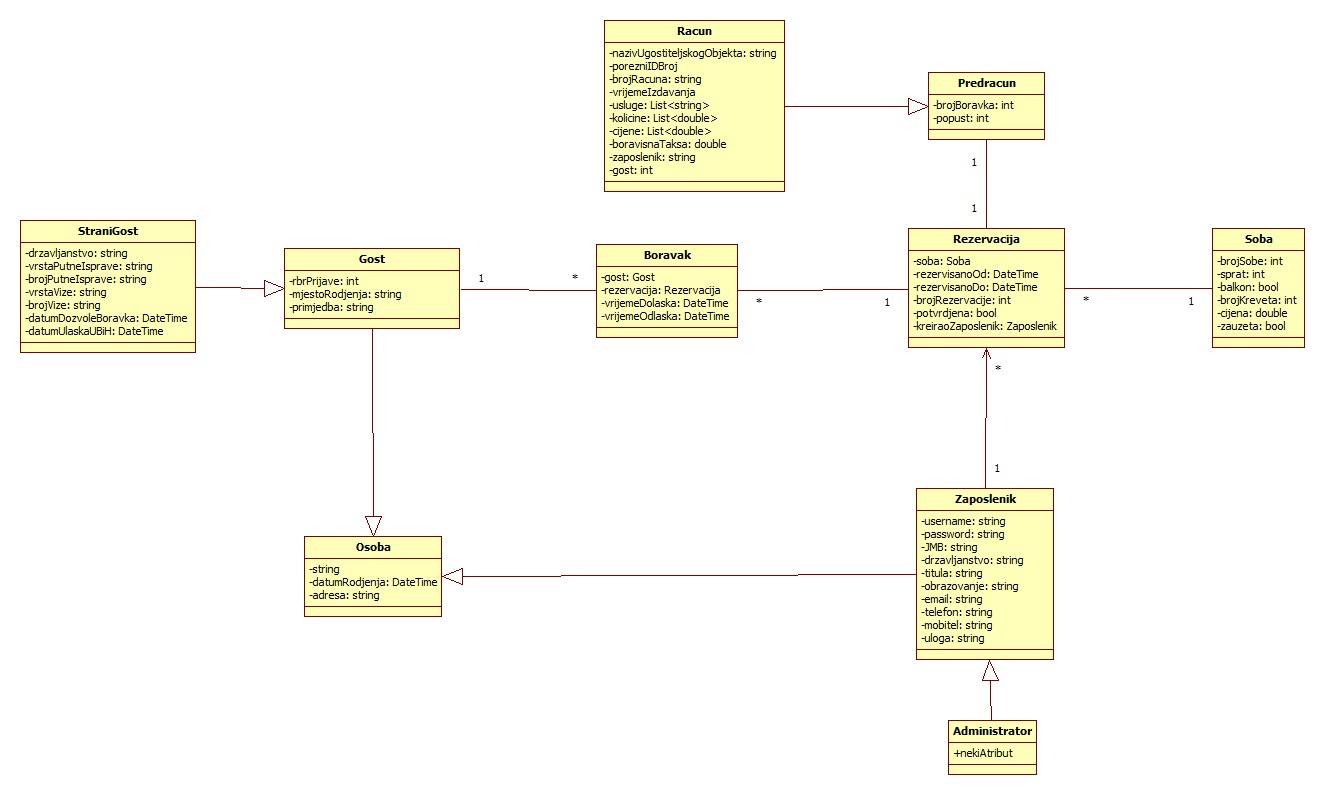 Racun
-nazivUgostiteljskogObjekta: string
-porezniIDBroj
-brojRacuna: string
-vrijemeIzdavanja
-usluge: List<string>
-kolicine: List<double>
-cijene: List<double>
-boravisnaTaksa: double
-zaposlenik: string
-gost: int
Predracun
-brojBoravka: int
-popust: int
1
1
StraniGost
-drzavljanstvo: string
-vrstaPutneIsprave: string
-brojPutneIsprave: string
-vrstaVize: string
-brojVize: string
-datumDozvoleBoravka: DateTime
-datumUlaskaUBiH: DateTime
Gost
-rbrPrijave: int
-mjestoRodjenja: string
-primjedba: string
1
*
Boravak
-gost: Gost
-rezervacija: Rezervacija
-vrijemeDolaska: DateTime
-vrijemeOdlaska: DateTime
*
1
Rezervacija
-soba: Soba
-rezervisanoOd: DateTime
-rezervisanoDo: DateTime
-brojRezervacije: int
-potvrdjena: bool
-kreiraoZaposlenik: Zaposlenik
*
1
Soba
-brojSobe: int
-sprat: int
-balkon: bool
-brojKreveta: int
-cijena: double
-zauzeta: bool
*
1
Osoba
-string
-datumRodjenja: DateTime
-adresa: string
Zaposlenik
-username: string
-password: string
-JMB: string
-drzavljanstvo: string
-titula: string
-obrazovanje: string
-email: string
-telefon: string
-mobitel: string
-uloga: string
Administrator
+nekiAtribut